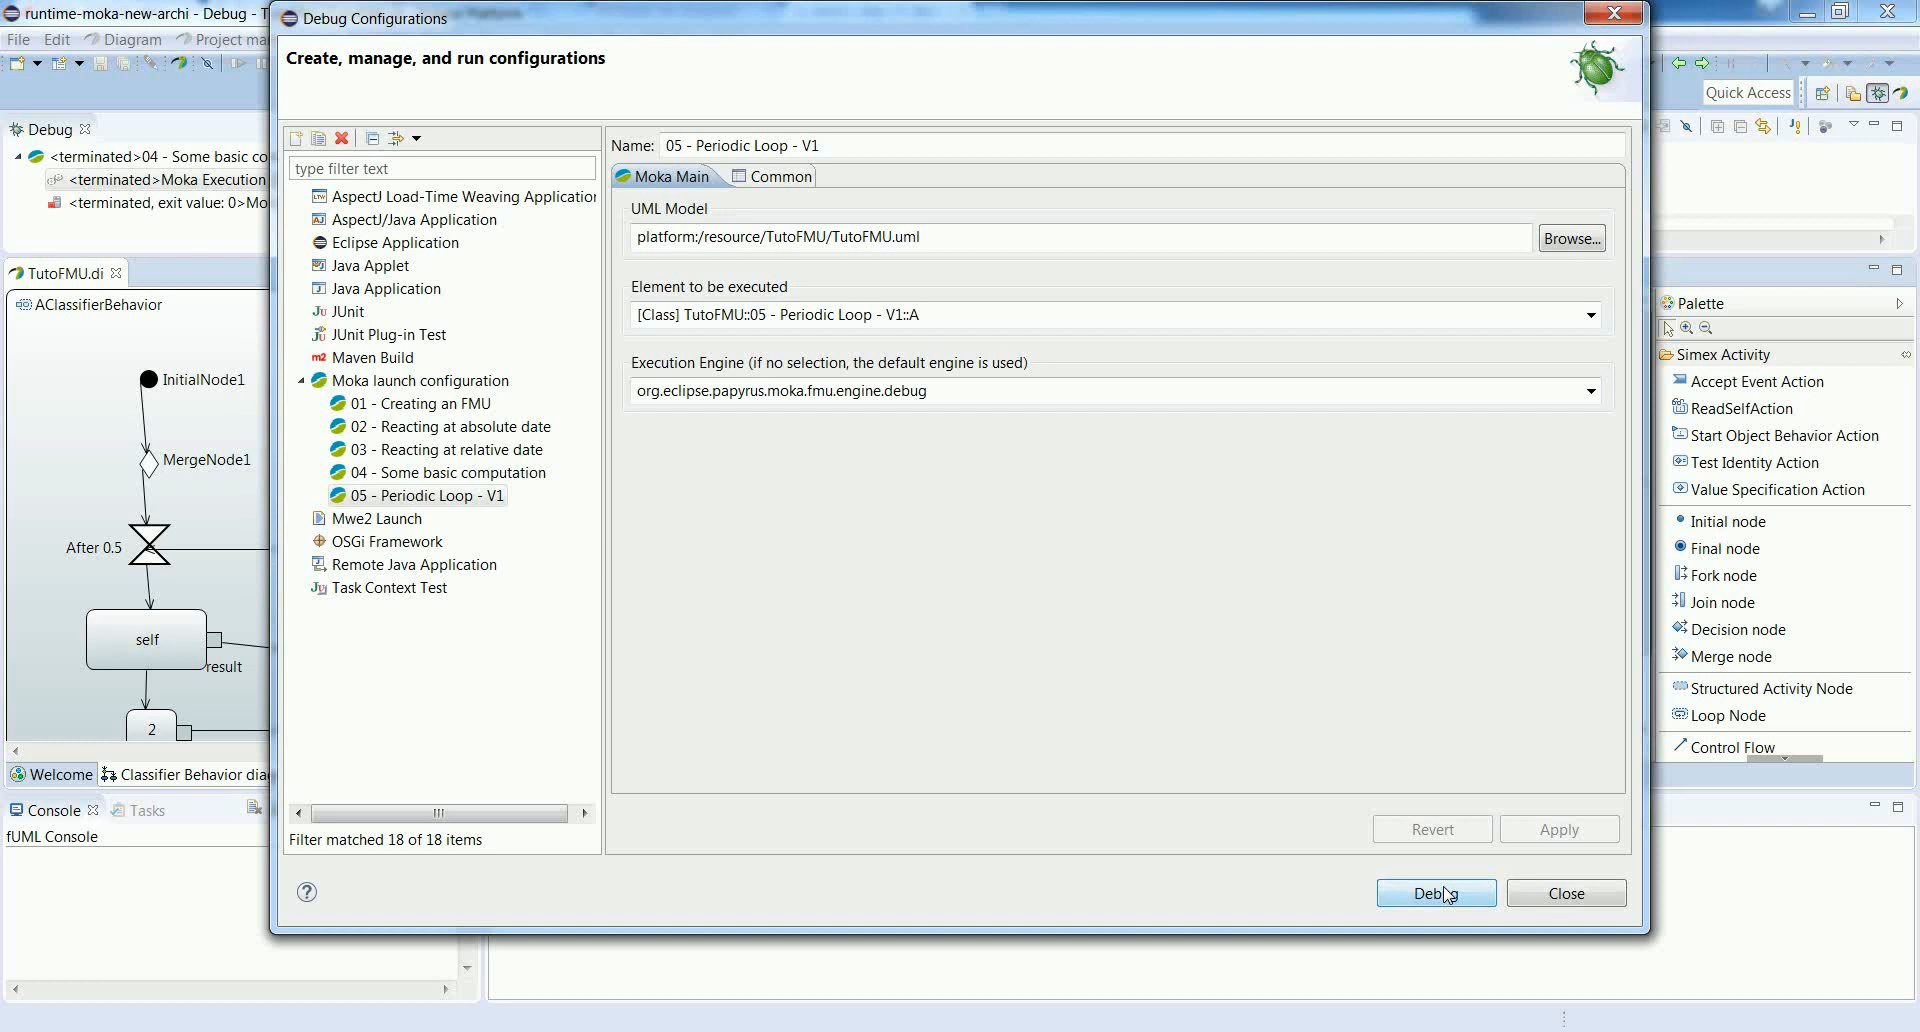 runtime-moka-new-archi - Debug - T
Debug Configurations
File Edit Diagram Project ma
Create, manage, and run configurations
Quick Access
Debug
<terminated>04 - Some basic co
<terminated>Moka Execution
<terminated, exit value: 0>Mo
type filter text
AspectJ Load-Time Weaving Applicatior
AspectJ/Java Application
Eclipse Application
Java Applet
Java Application
JUnit
JUnit Plug-in Test
Maven Build
Moka launch configuration
01 - Creating an FMU
02 - Reacting at absolute date
03 - Reacting at relative date
04 - Some basic computation
05 - Periodic Loop - V1
Mwe2 Launch
OSGi Framework
Remote Java Application
Task Context Test
Filter matched 18 of 18 items
Name: 05 - Periodic Loop - V1
Moka Main Common
UML Model
platform:/resource/TutoFMU/TutoFMU.uml
Browse...
Element to be executed
[Class] TutoFMU::05 - Periodic Loop - V1::A
Execution Engine (if no selection, the default engine is used)
org.eclipse.papyrus.moka.fmu.engine.debug
Revert Apply
Debug Close
TutoFMU.di
AClassifierBehavior
InitialNode1
MergeNode1
After 0.5
self
result
2
Welcome Classifier Behavior dia
Console Tasks
fUML Console
Palette
Simex Activity
Accept Event Action
ReadSelfAction
Start Object Behavior Action
Test Identity Action
Value Specification Action
Initial node
Final node
Fork node
Join node
Decision node
Merge node
Structured Activity Node
Loop Node
Control Flow